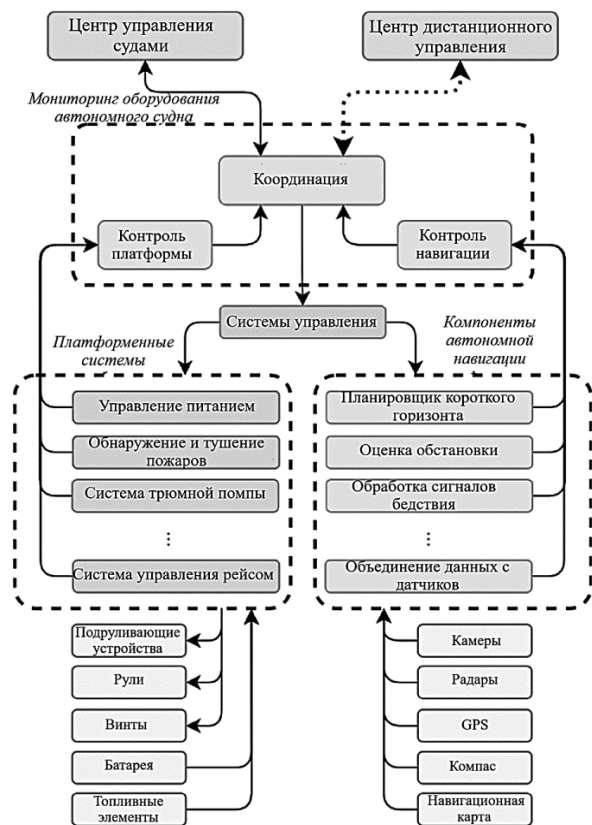 Центр управления
судами
Центр дистанционного
управления
Мониторинг оборудования
автономного судна
Координация
Контроль
платформы
Контроль
навигации
Системы управления
Платформенные
системы
Компоненты
автономной
навигации
Управление питанием
Обнаружение и тушение
пожаров
Система трюмной помпы
⋮
Система управления рейсом
Планировщик короткого
горизонта
Оценка обстановки
Обработка сигналов
бедствия
⋮
Объединение данных с
датчиков
Подруливающие
устройства
Рули
Винты
Батарея
Топливные
элементы
Камеры
Радары
GPS
Компас
Навигационная
карта